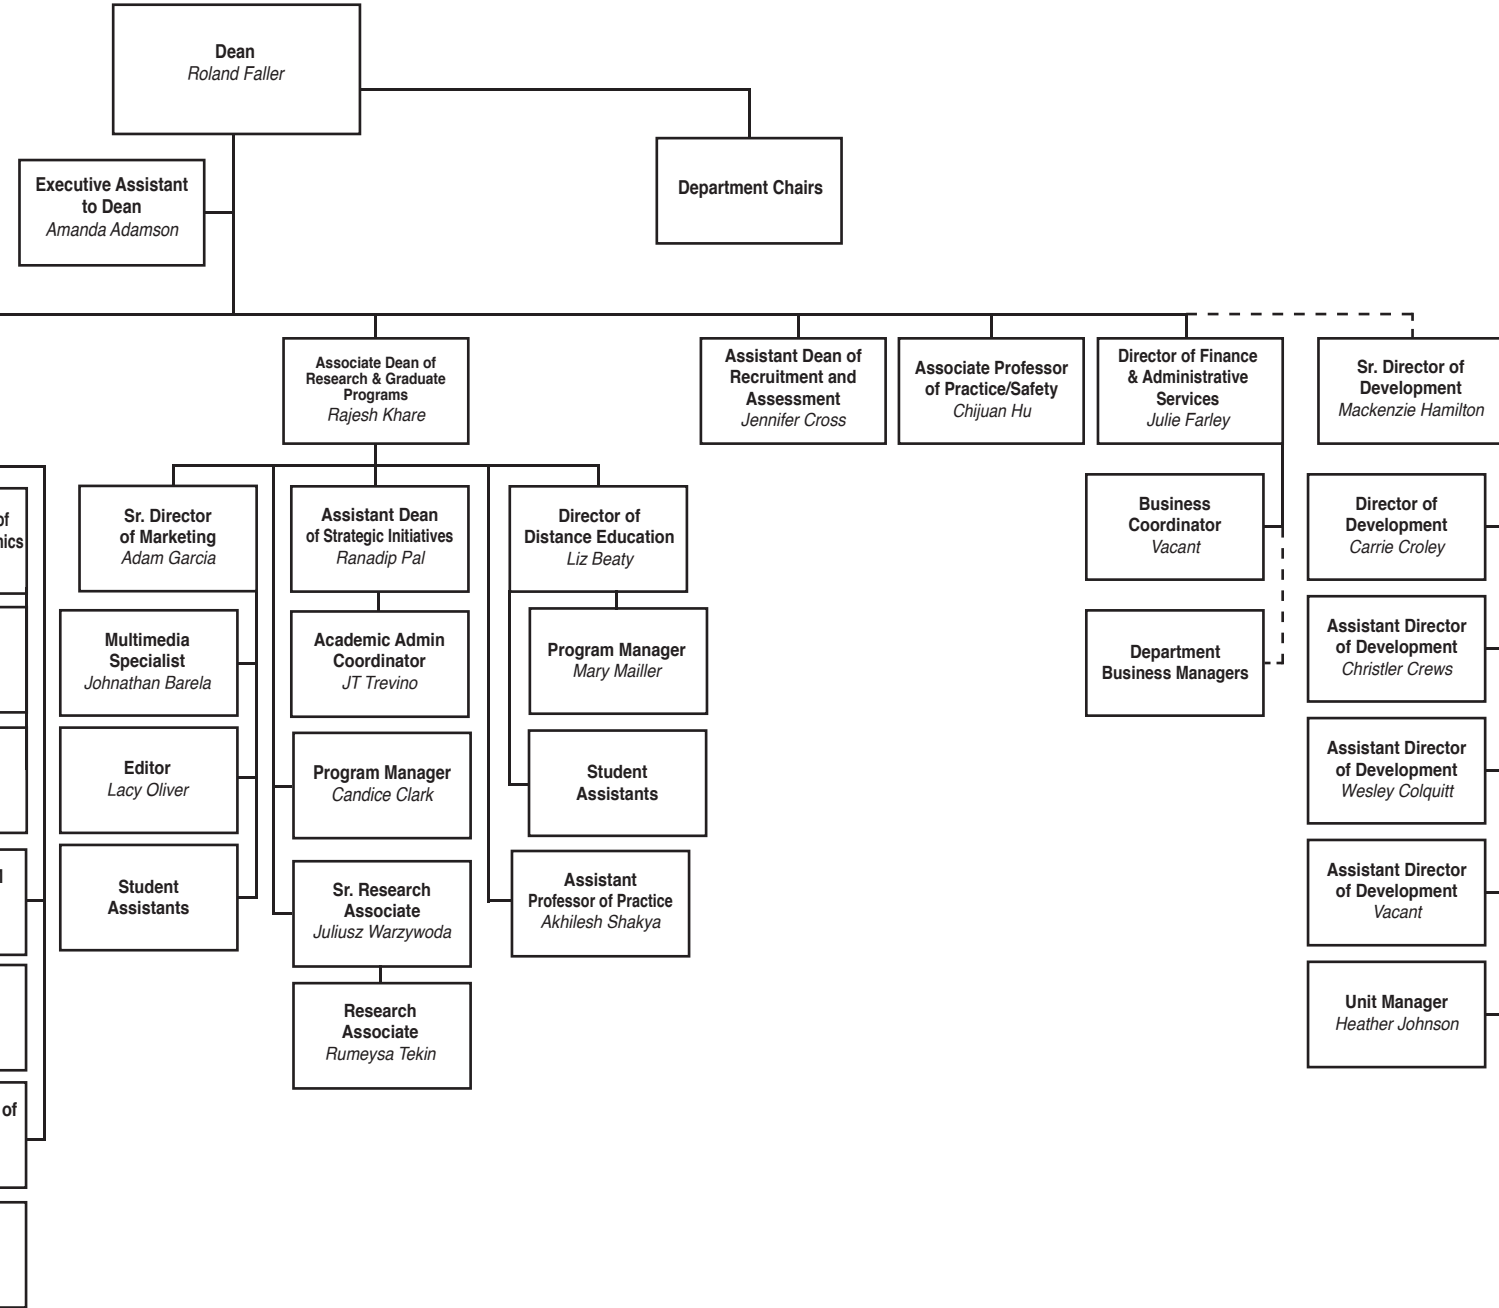 Dean
Roland Faller
Executive Assistant
to Dean
Amanda Adamson
Department Chairs
Associate Dean of
Research & Graduate
Programs
Rajesh Khare
Assistant Dean of
Recruitment and
Assessment
Jennifer Cross
Associate Professor
of Practice/Safety
Chijuan Hu
Director of Finance
& Administrative
Services
Julie Farley
Sr. Director of
Development
Mackenzie Hamilton
of
Sr. Director
of Marketing
Adam Garcia
Multimedia
Specialist
Johnathan Barela
Editor
Lacy Oliver
Student
Assistants
Assistant Dean
of Strategic Initiatives
Ranadip Pal
Academic Admin
Coordinator
JT Trevino
Program Manager
Candice Clark
Sr. Research
Associate
Juliusz Warzywoda
Research
Associate
Rumeysa Tekin
Director of
Distance Education
Liz Beaty
Program Manager
Mary Mailler
Student
Assistants
Assistant
Professor of Practice
Akhilesh Shakya
Business
Coordinator
Vacant
Department
Business Managers
Director of
Development
Carrie Croley
Assistant Director
of Development
Christler Crews
Assistant Director
of Development
Wesley Colquitt
Assistant Director
of Development
Vacant
Unit Manager
Heather Johnson
of